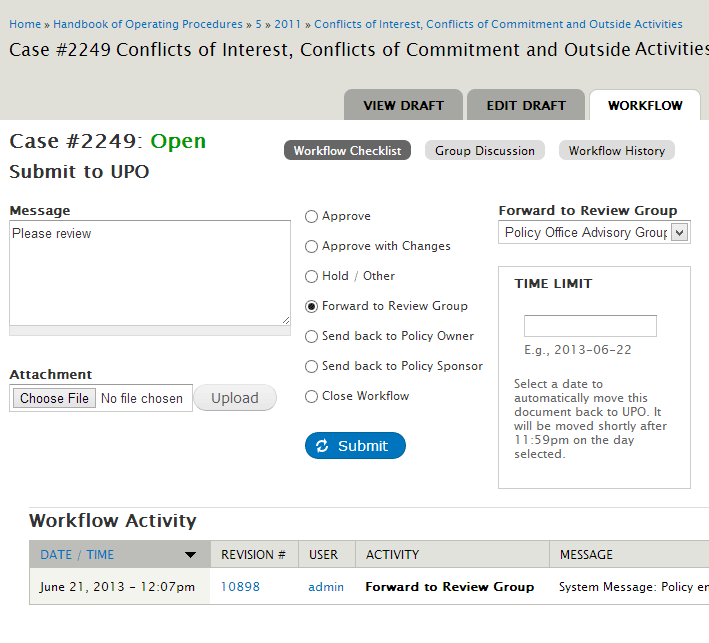 Home » Handbook of Operating Procedures » 5 » 2011 » Conflicts of Interest, Conflicts of Commitment and Outside Activities
Case #2249 Conflicts of Interest, Conflicts of Commitment and Outside Activities
VIEW DRAFT EDIT DRAFT WORKFLOW
Case #2249: Open
Workflow Checklist Group Discussion Workflow History
Submit to UPO
Message
Please review
Attachment
Choose File No file chosen Upload
Approve
Approve with Changes
Hold / Other
Forward to Review Group
Send back to Policy Owner
Send back to Policy Sponsor
Close Workflow
Submit
Forward to Review Group
Policy Office Advisory Group
TIME LIMIT
E.g., 2013-06-22
Select a date to
automatically move this
document back to UPO. It
will be moved shortly after
11:59pm on the day
selected.
Workflow Activity
DATE / TIME REVISION # USER ACTIVITY MESSAGE
June 21, 2013 - 12:07pm 10898 admin Forward to Review Group System Message: Policy en